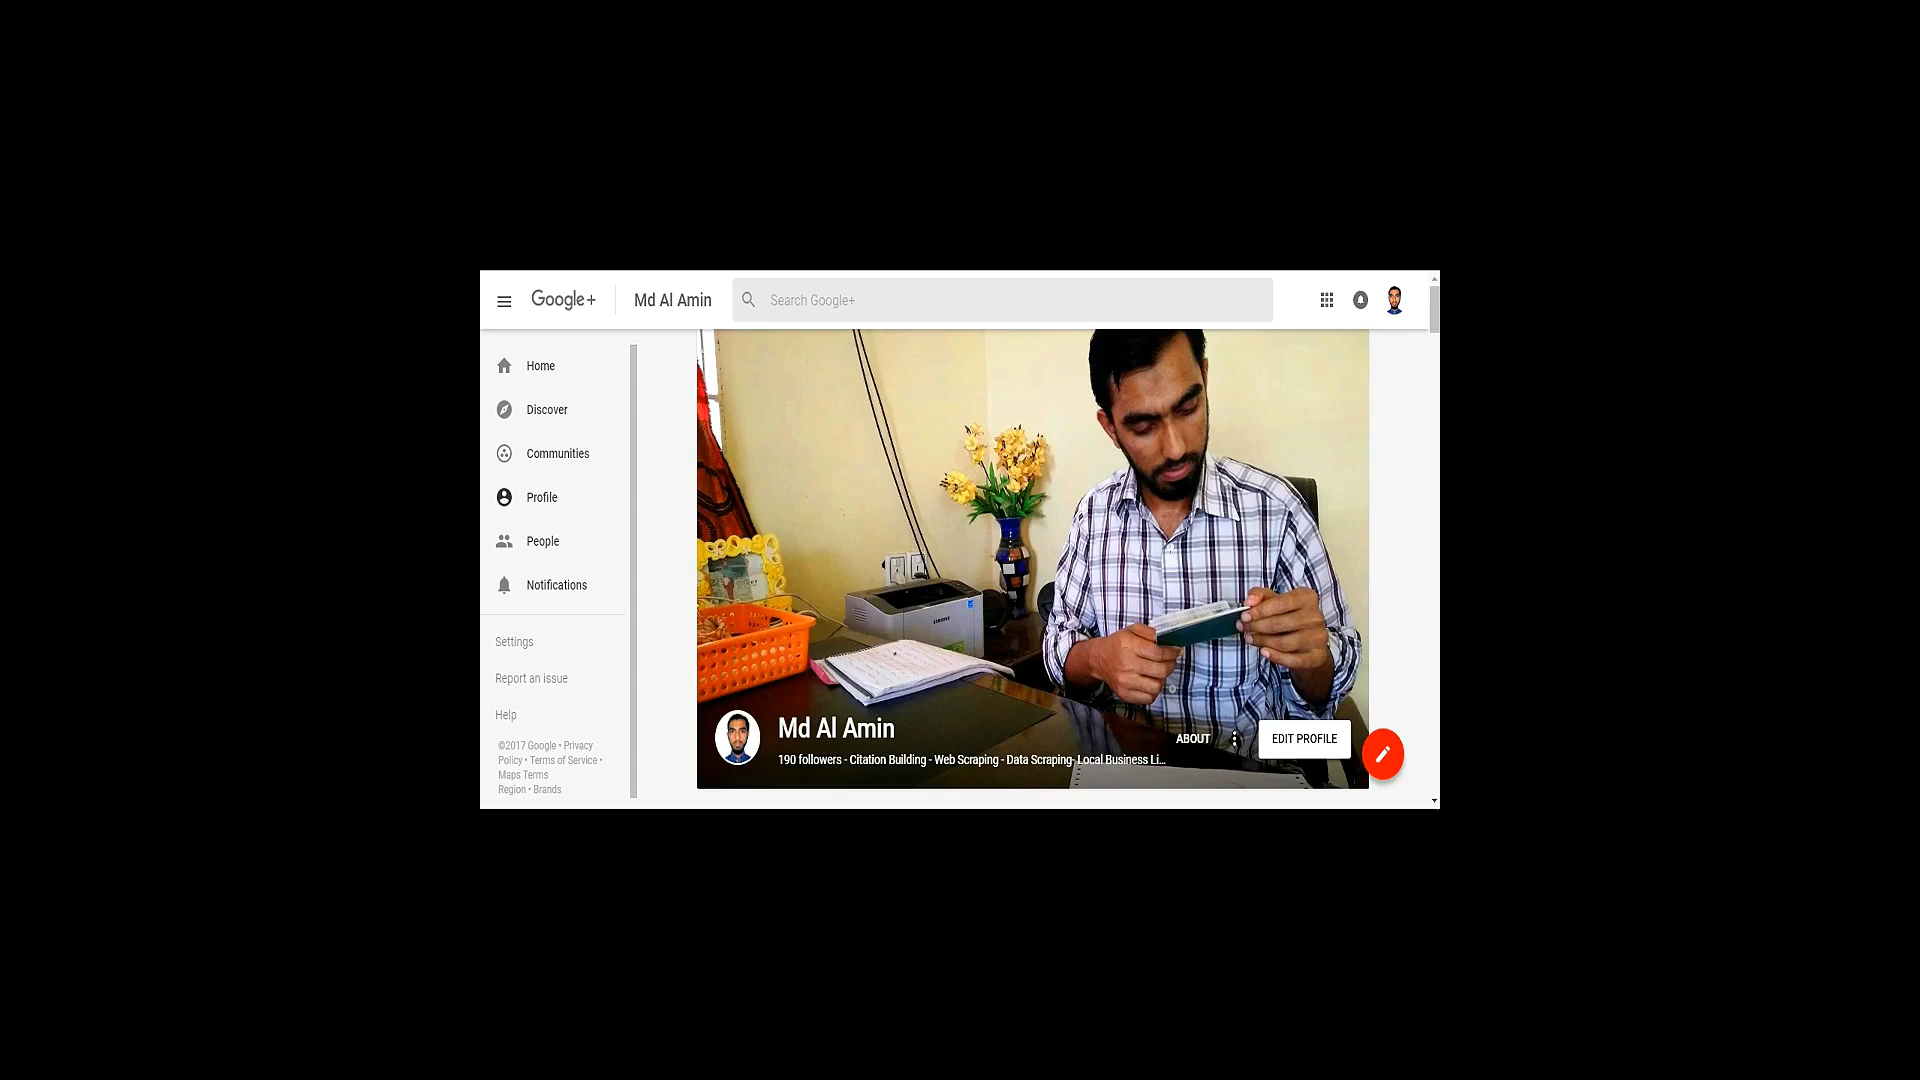 Google+
Md Al Amin
Search Google+
Home
Discover
Communities
Profile
People
Notifications
Settings
Report an issue
Help
©2017 Google • Privacy
Policy • Terms of Service •
Maps Terms
Region • Brands
SAMSUNG
Md Al Amin
190 followers - Citation Building - Web Scraping - Data Scraping- Local Business Li...
ABOUT
EDIT PROFILE